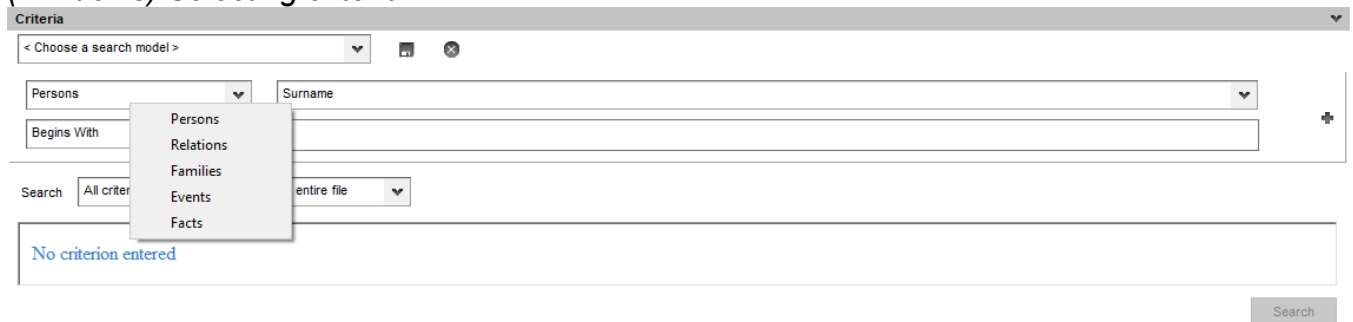 Criteria
< Choose a search model >
Persons Surname
Persons
Begins With
Relations
Families
Search All criter entire file
Events
Facts
No criterion entered
Search